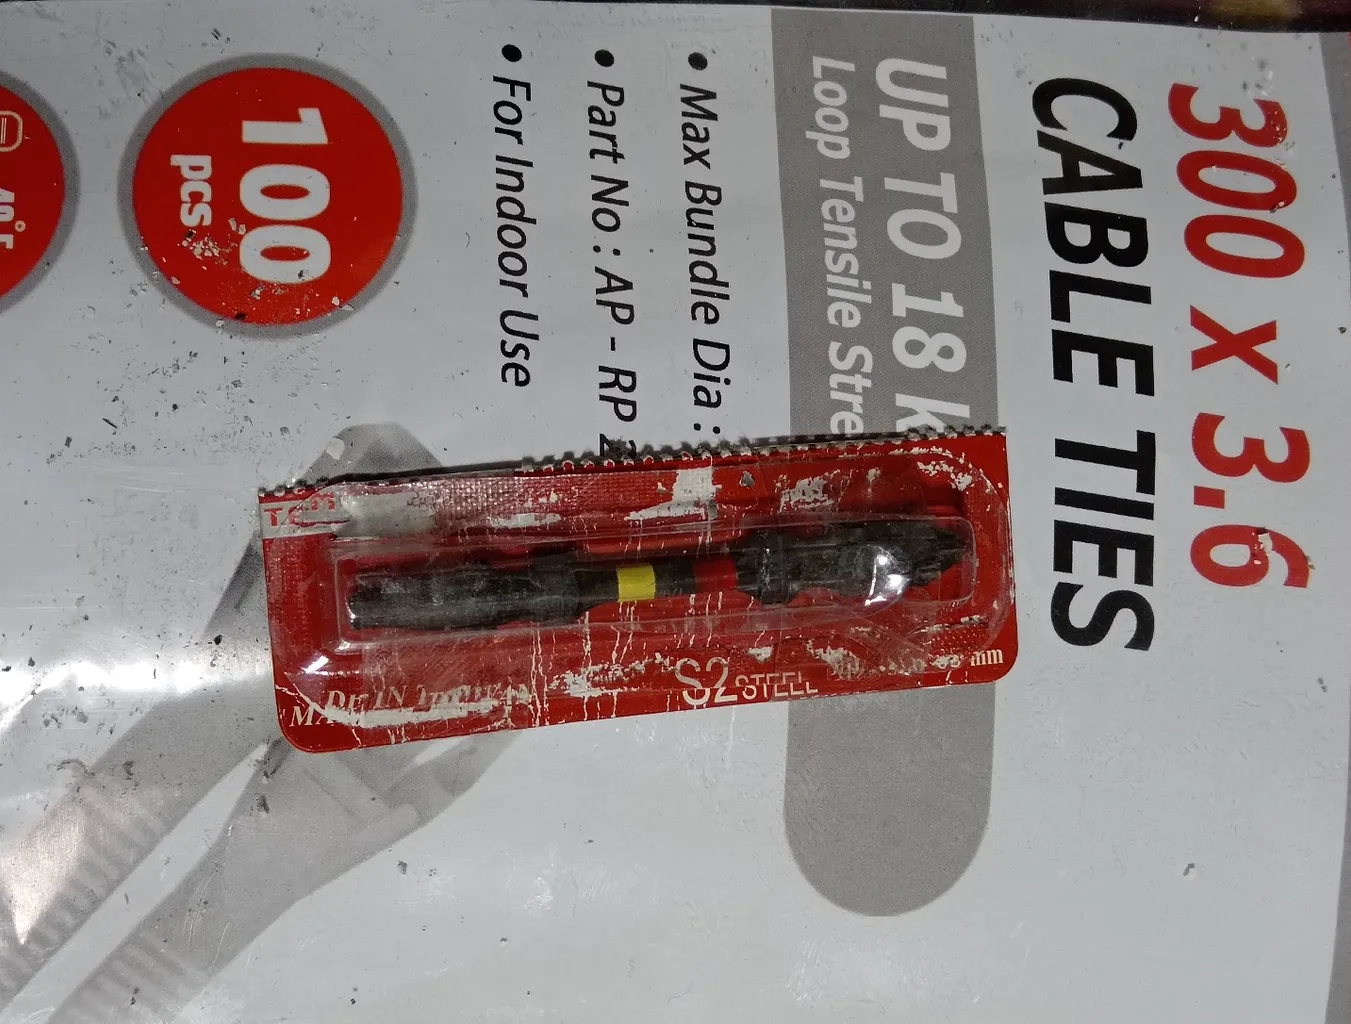 300 x 3.6
CABLE TIES
UP TO 18 K
Loop Tensile Stre
• Max Bundle Dia :
• Part No : AP - RP 2
• For Indoor Use
100
pcs
S2 STEEL
mm